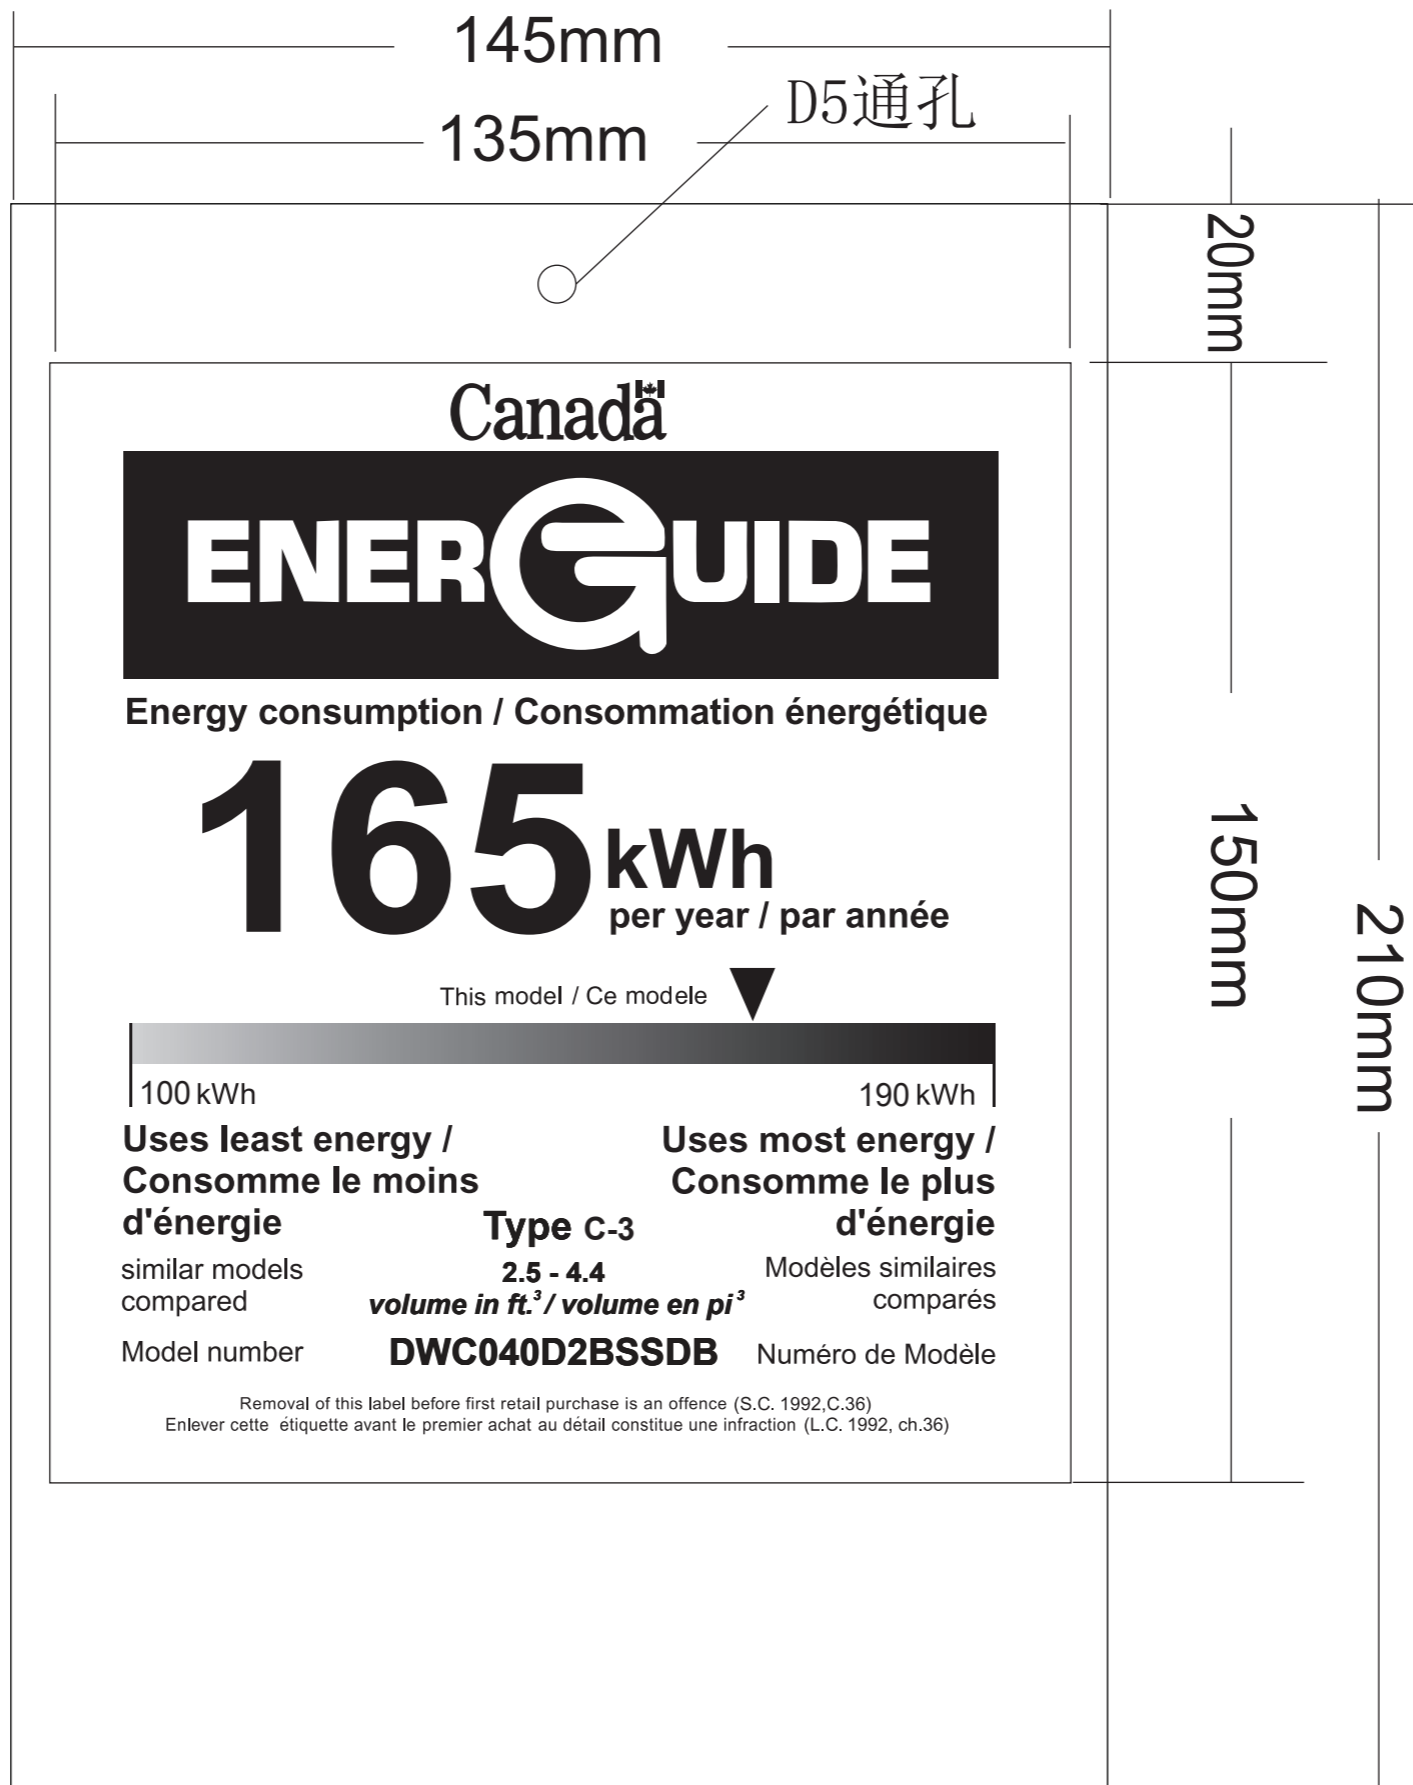 145mm
D5通孔
135mm
20mm
Canada
ENERGUIDE
Energy consumption / Consommation énergétique
165 kWh
per year / par année
150mm
210mm
This model / Ce modele
100 kWh
190 kWh
Uses least energy /
Consomme le moins
d'énergie
Uses most energy /
Consomme le plus
d'énergie
Type C-3
similar models
compared
2.5 - 4.4
volume in ft.³ / volume en pi³
Modèles similaires
comparés
Model number
DWC040D2BSSDB
Numéro de Modèle
Removal of this label before first retail purchase is an offence (S.C. 1992,C.36)
Enlever cette étiquette avant le premier achat au détail constitue une infraction (L.C. 1992, ch.36)